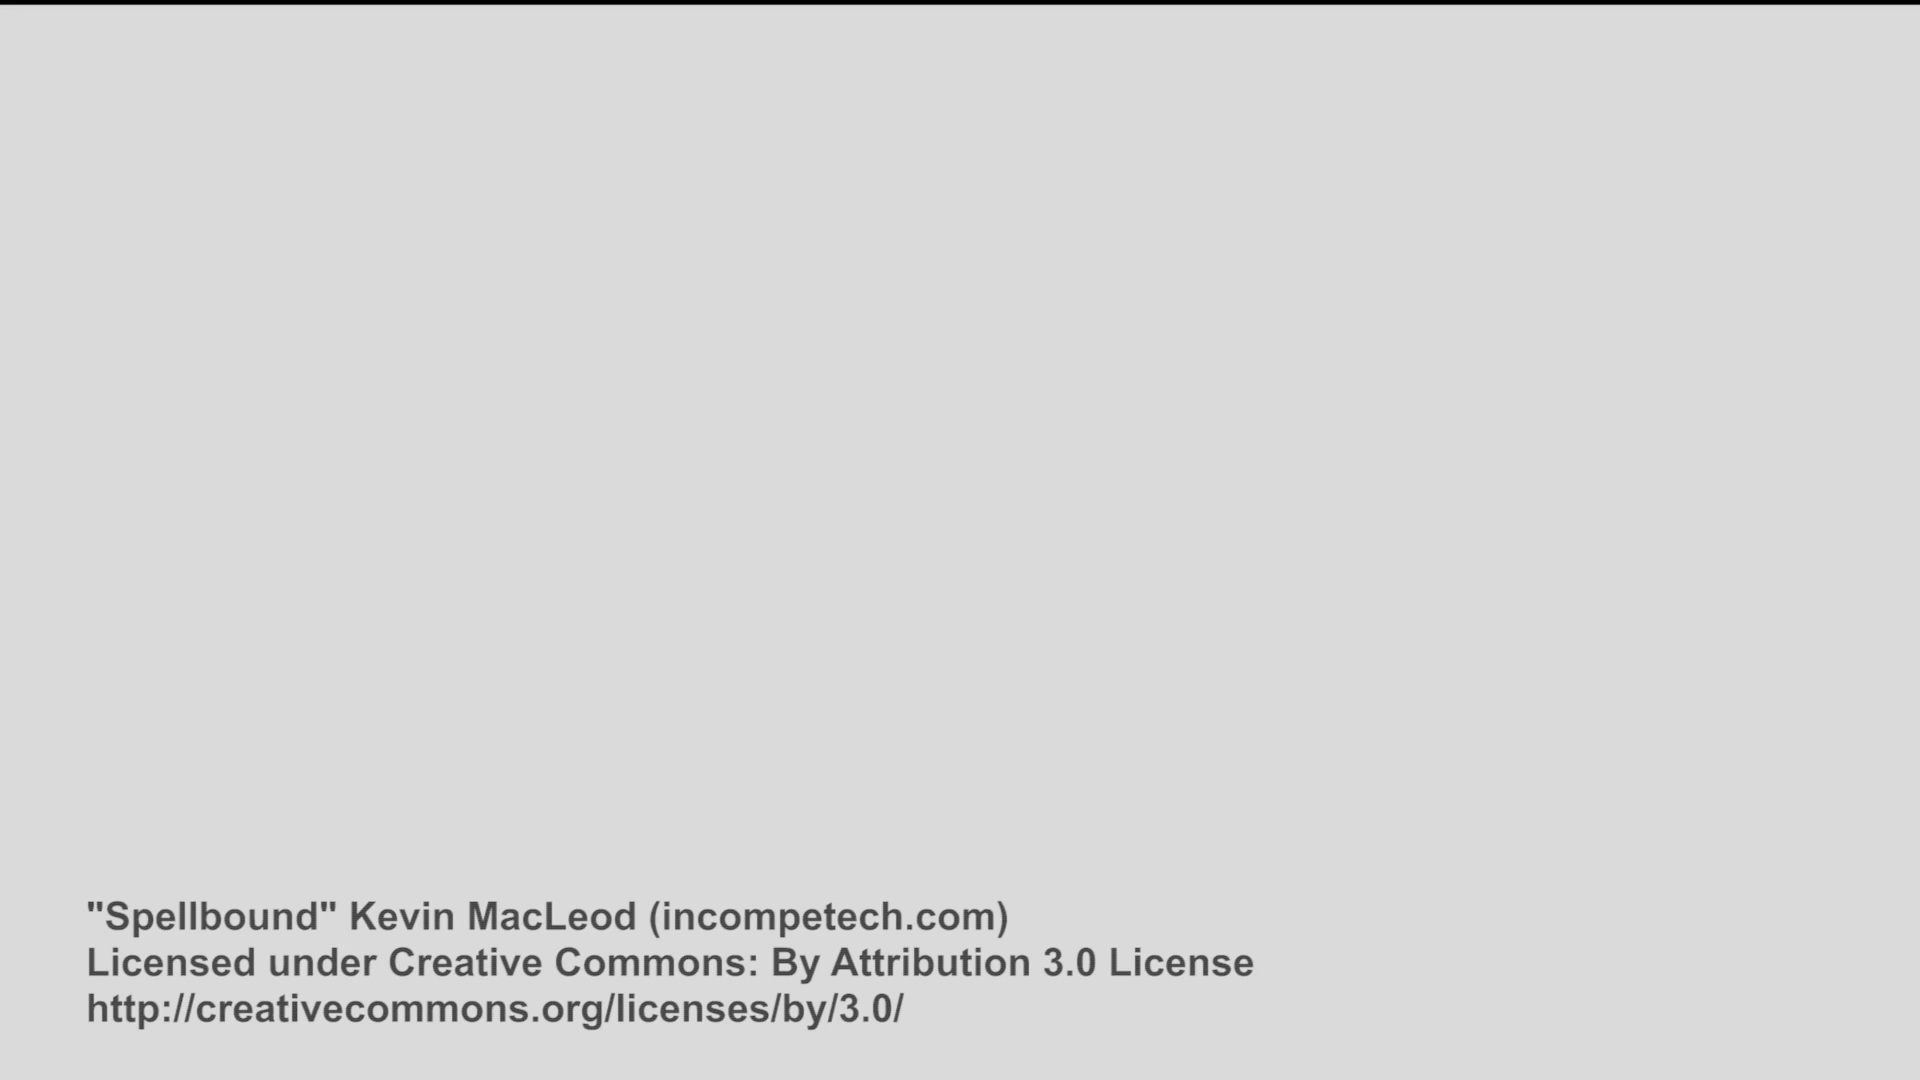 "Spellbound" Kevin MacLeod (incompetech.com)
Licensed under Creative Commons: By Attribution 3.0 License
http://creativecommons.org/licenses/by/3.0/